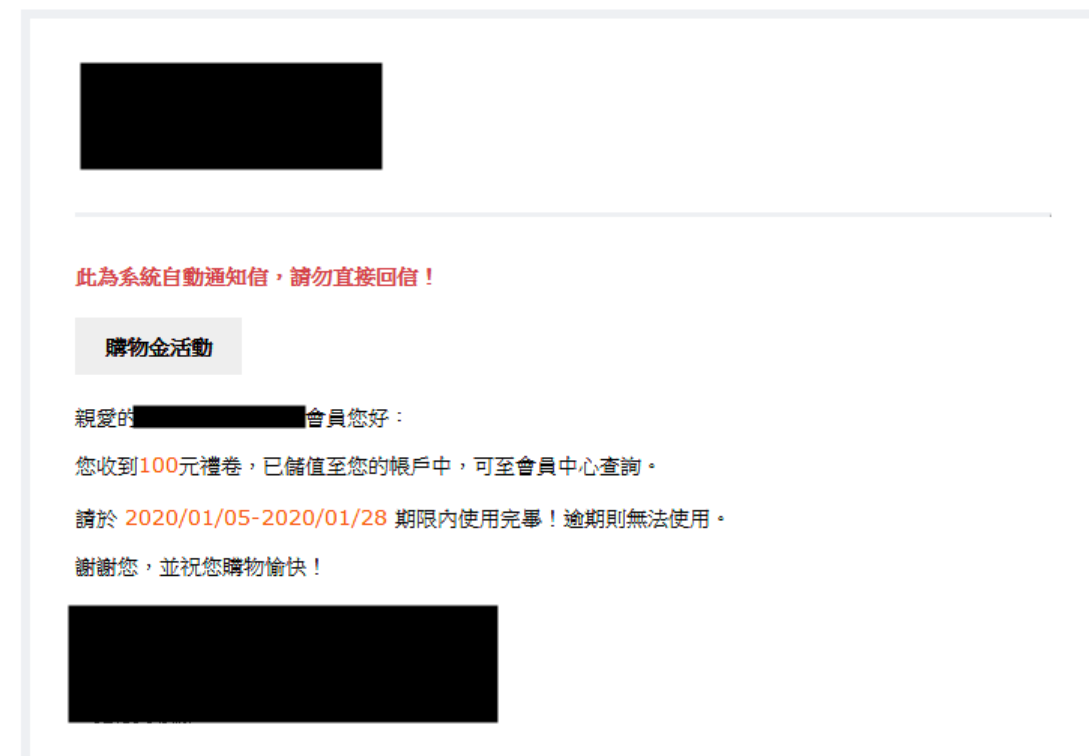 此為系統自動通知信，請勿直接回信！
購物金活動
親愛的 會員您好：
您收到100元禮卷，已儲值至您的帳戶中，可至會員中心查詢。
請於 2020/01/05-2020/01/28 期限內使用完畢！逾期則無法使用。
謝謝您，並祝您購物愉快！